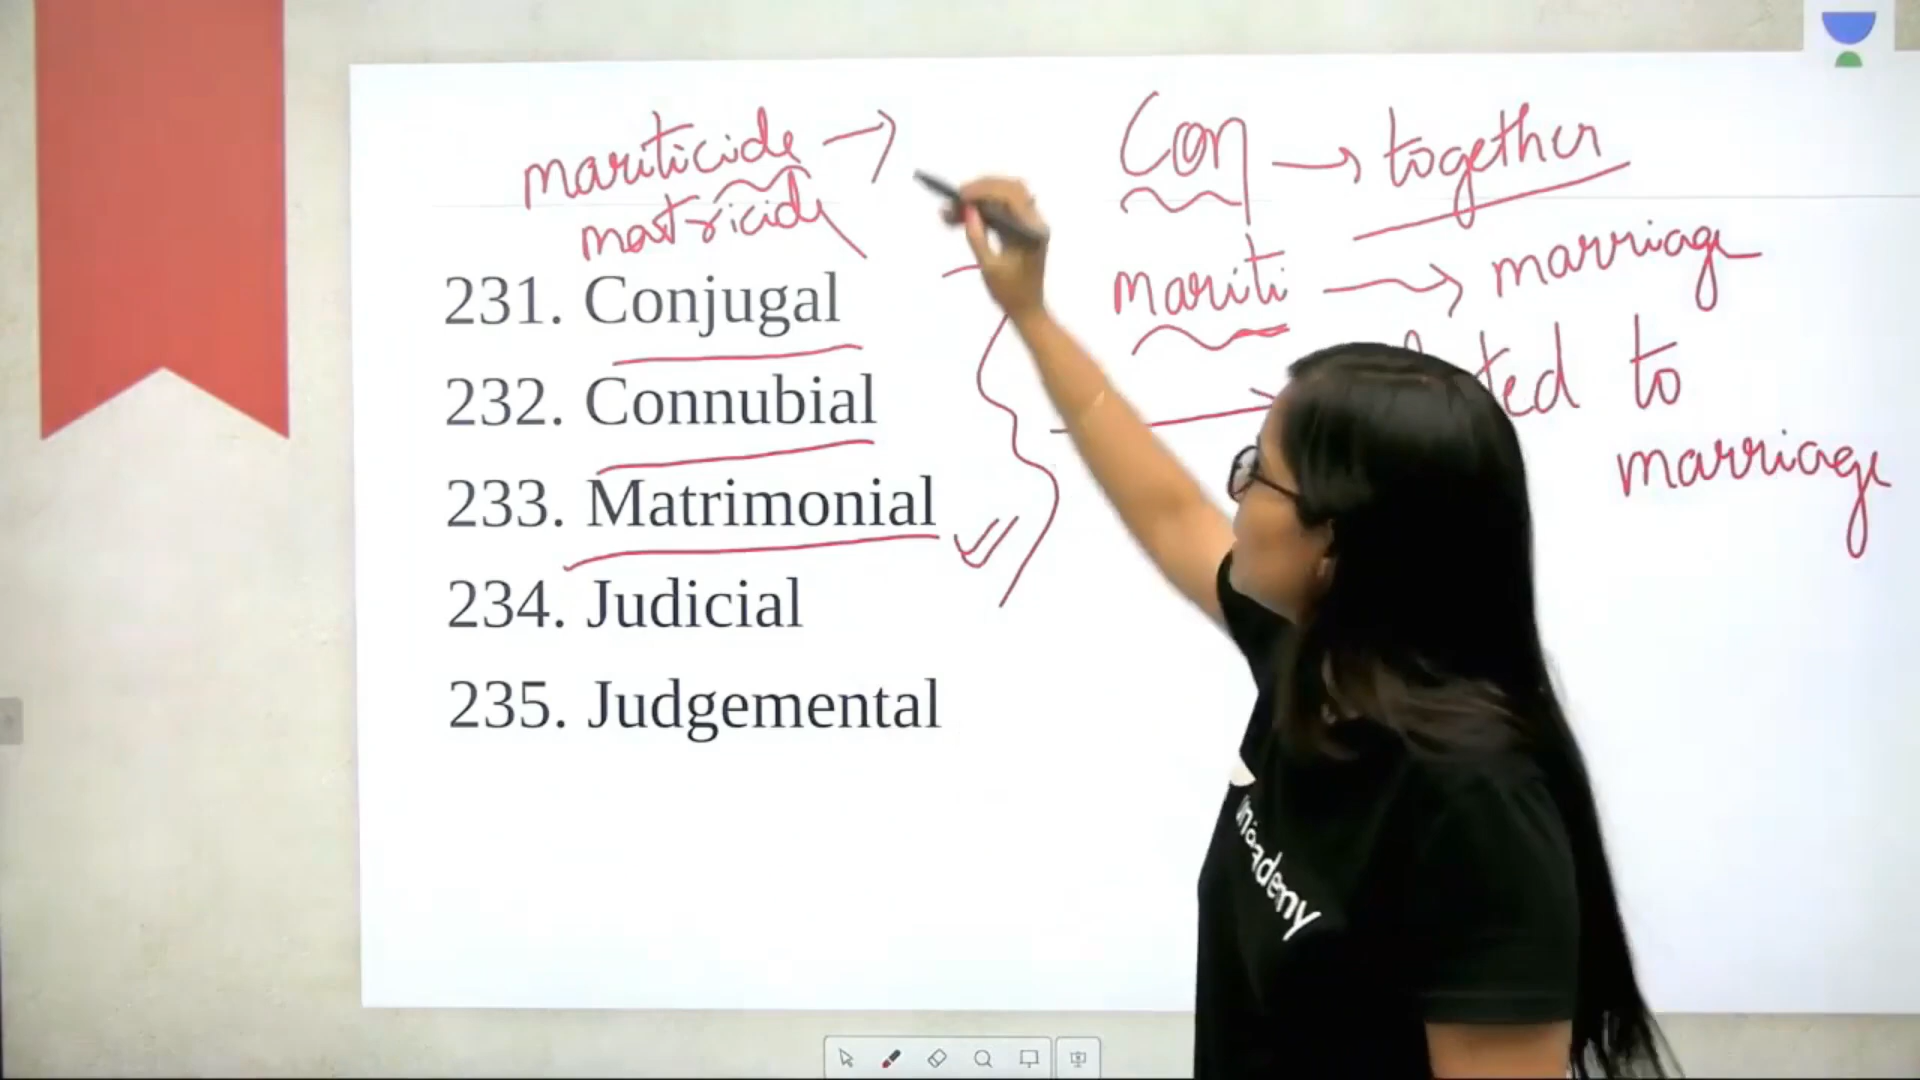 mariticide →
matricide
Con → together
mariti → marriage
to
marriage
231. Conjugal
232. Connubial
233. Matrimonial
234. Judicial
235. Judgemental
unacademy